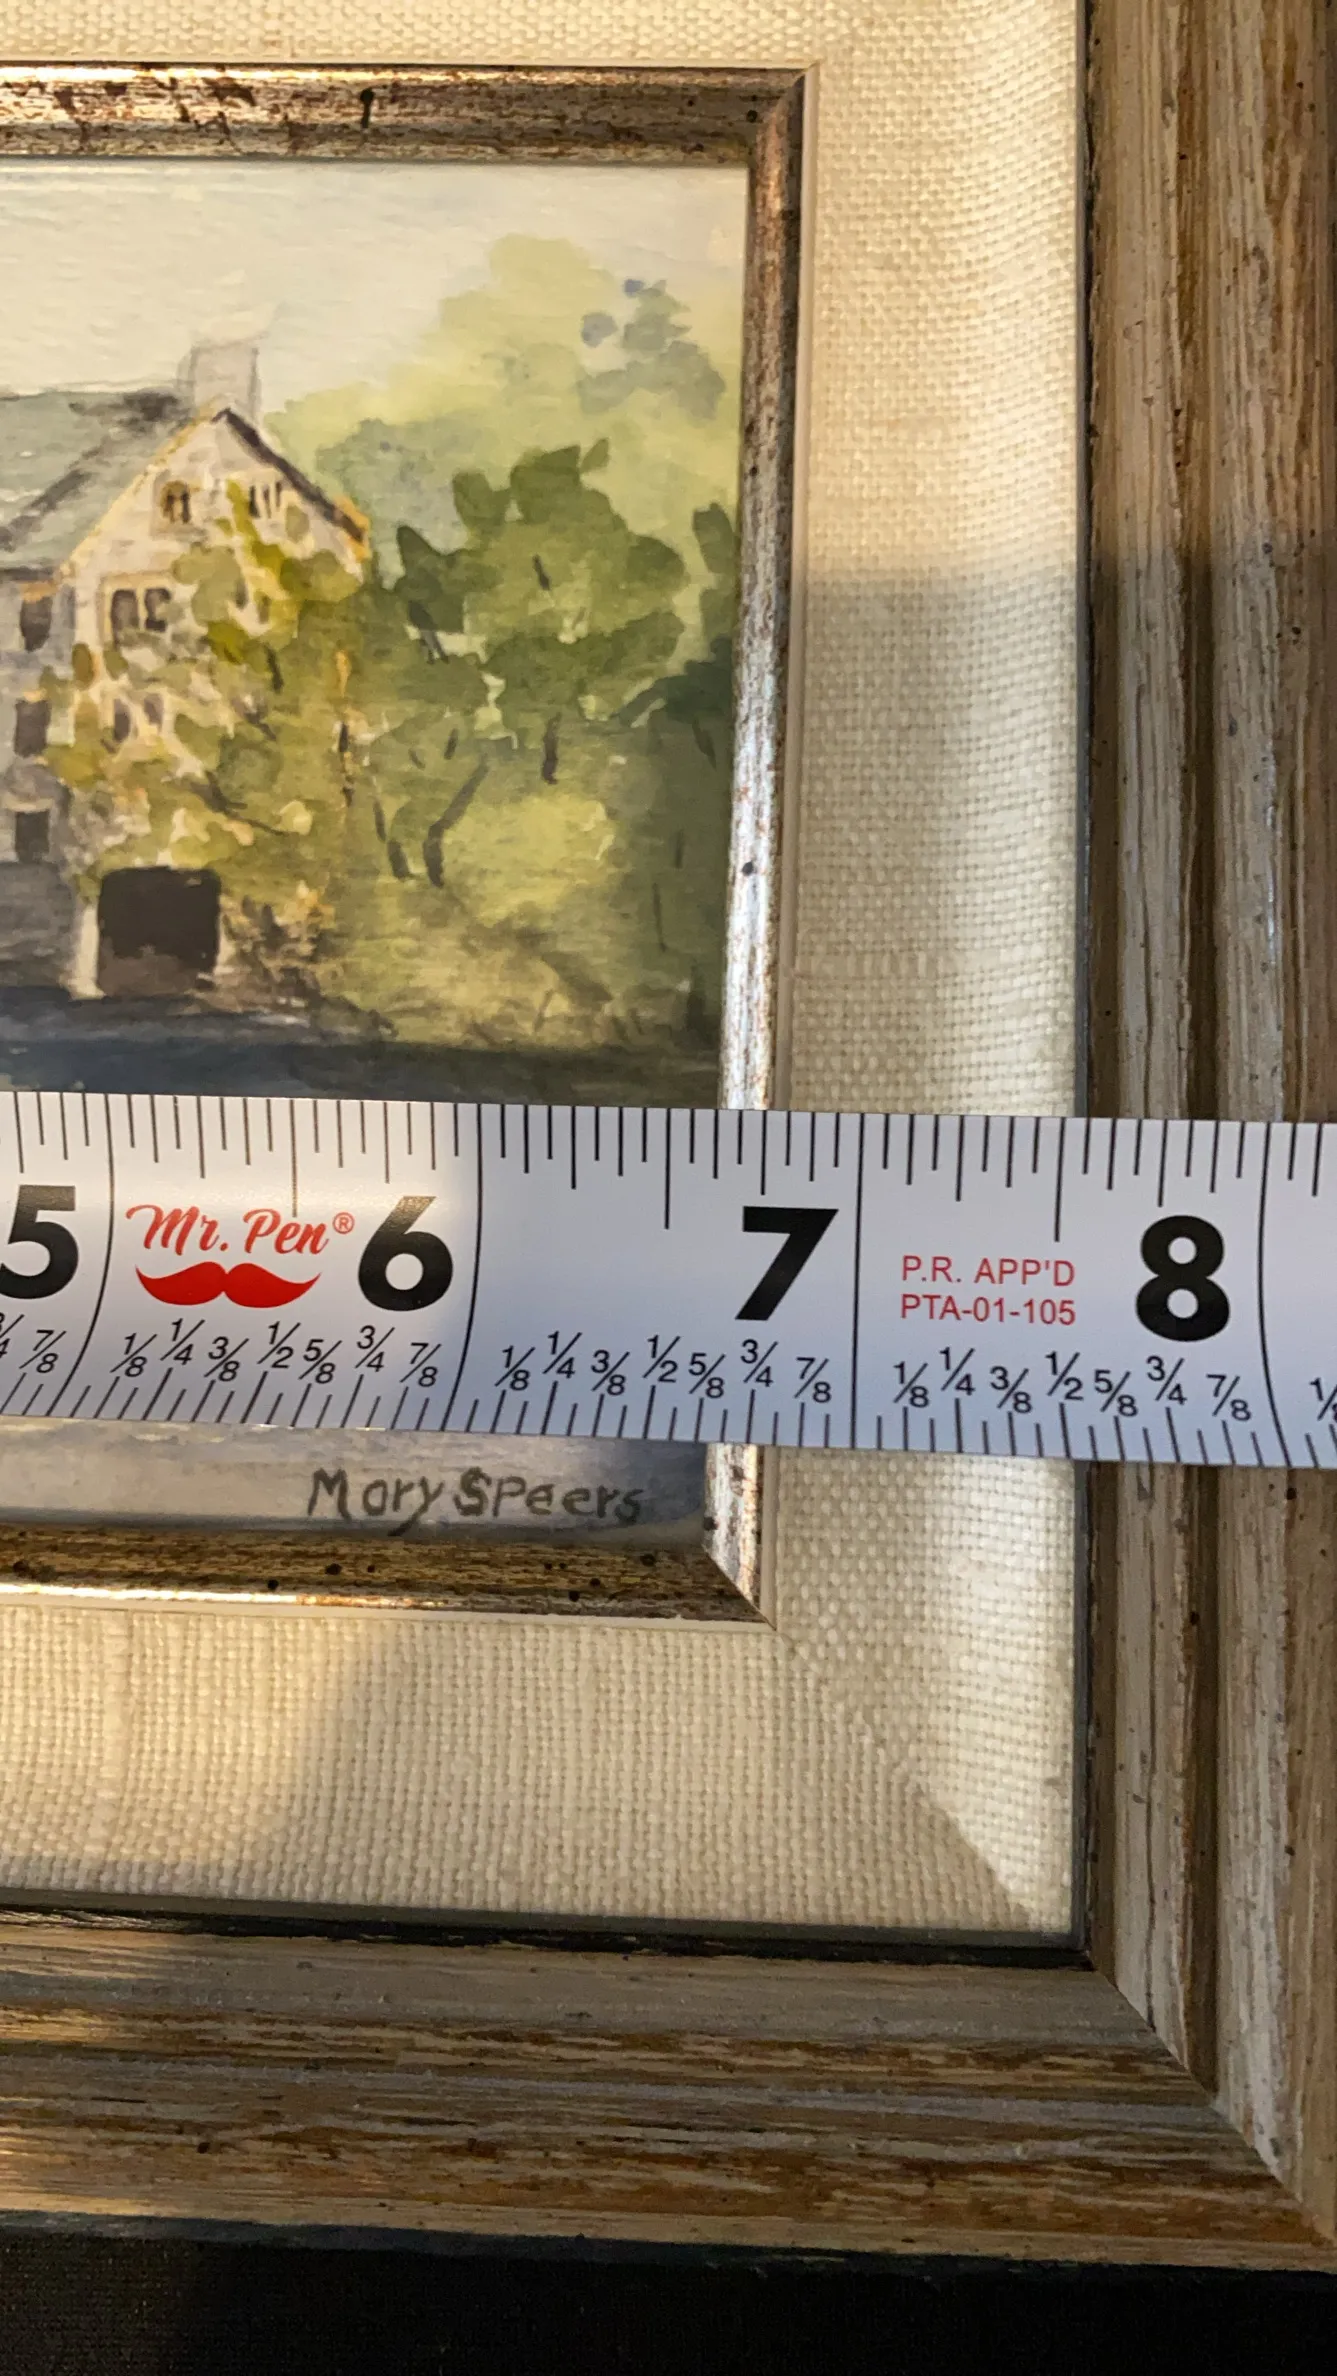 5 Mr. Pen® 6 7 P.R. APP'D 8
PTA-01-105
7/8 1/8 1/4 3/8 1/2 5/8 3/4 7/8 1/8 1/4 3/8 1/2 5/8 3/4 7/8 1/8 1/4 3/8 1/2 5/8 3/4 7/8
Mary Speers